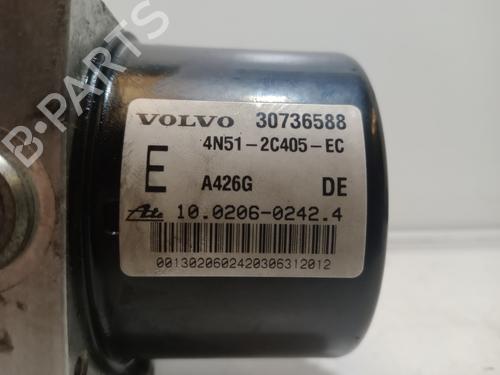 B-PARTS
VOLVO 30736588
4N51-2C405-EC
E A426G DE
Ate 10.0206-0242.4
00130206024203063​12012